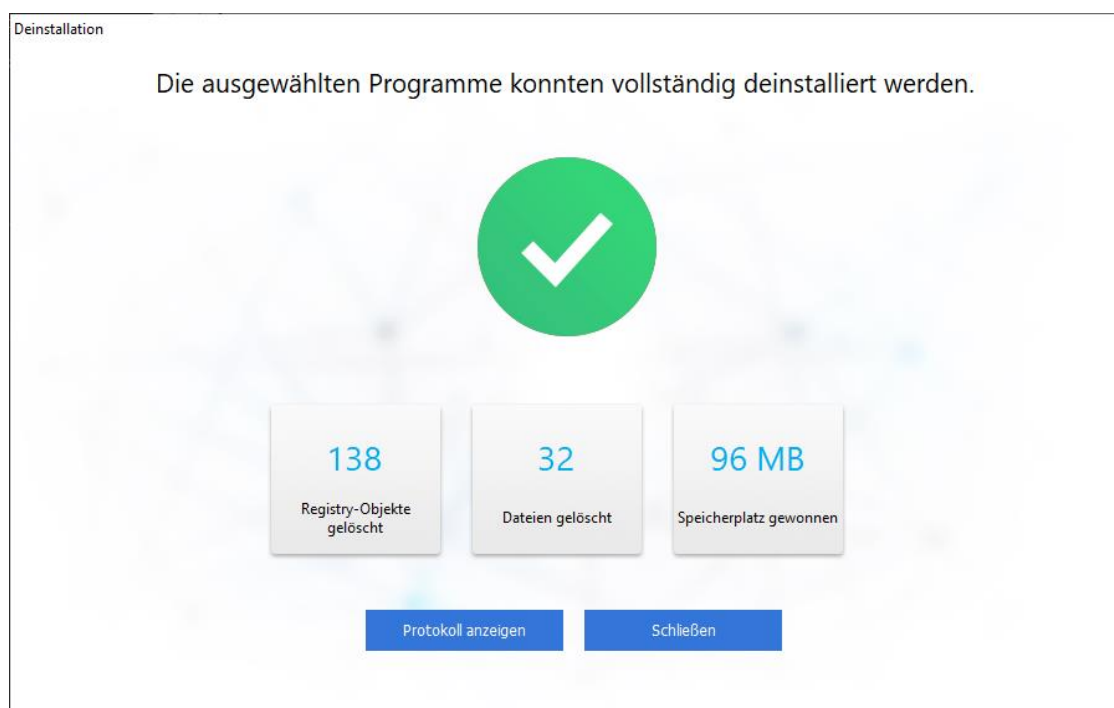 Deinstallation
Die ausgewählten Programme konnten vollständig deinstalliert werden.
138
Registry-Objekte
gelöscht
32
Dateien gelöscht
96 MB
Speicherplatz gewonnen
Protokoll anzeigen
Schließen